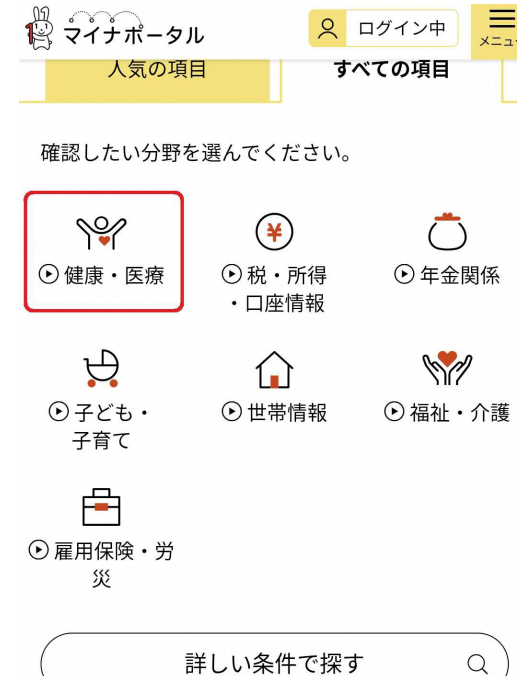 マイナポータル
ログイン中
メニュー
人気の項目
すべての項目
確認したい分野を選んでください。
健康・医療
税・所得
・口座情報
年金関係
子ども・
子育て
世帯情報
福祉・介護
雇用保険・労
災
詳しい条件で探す